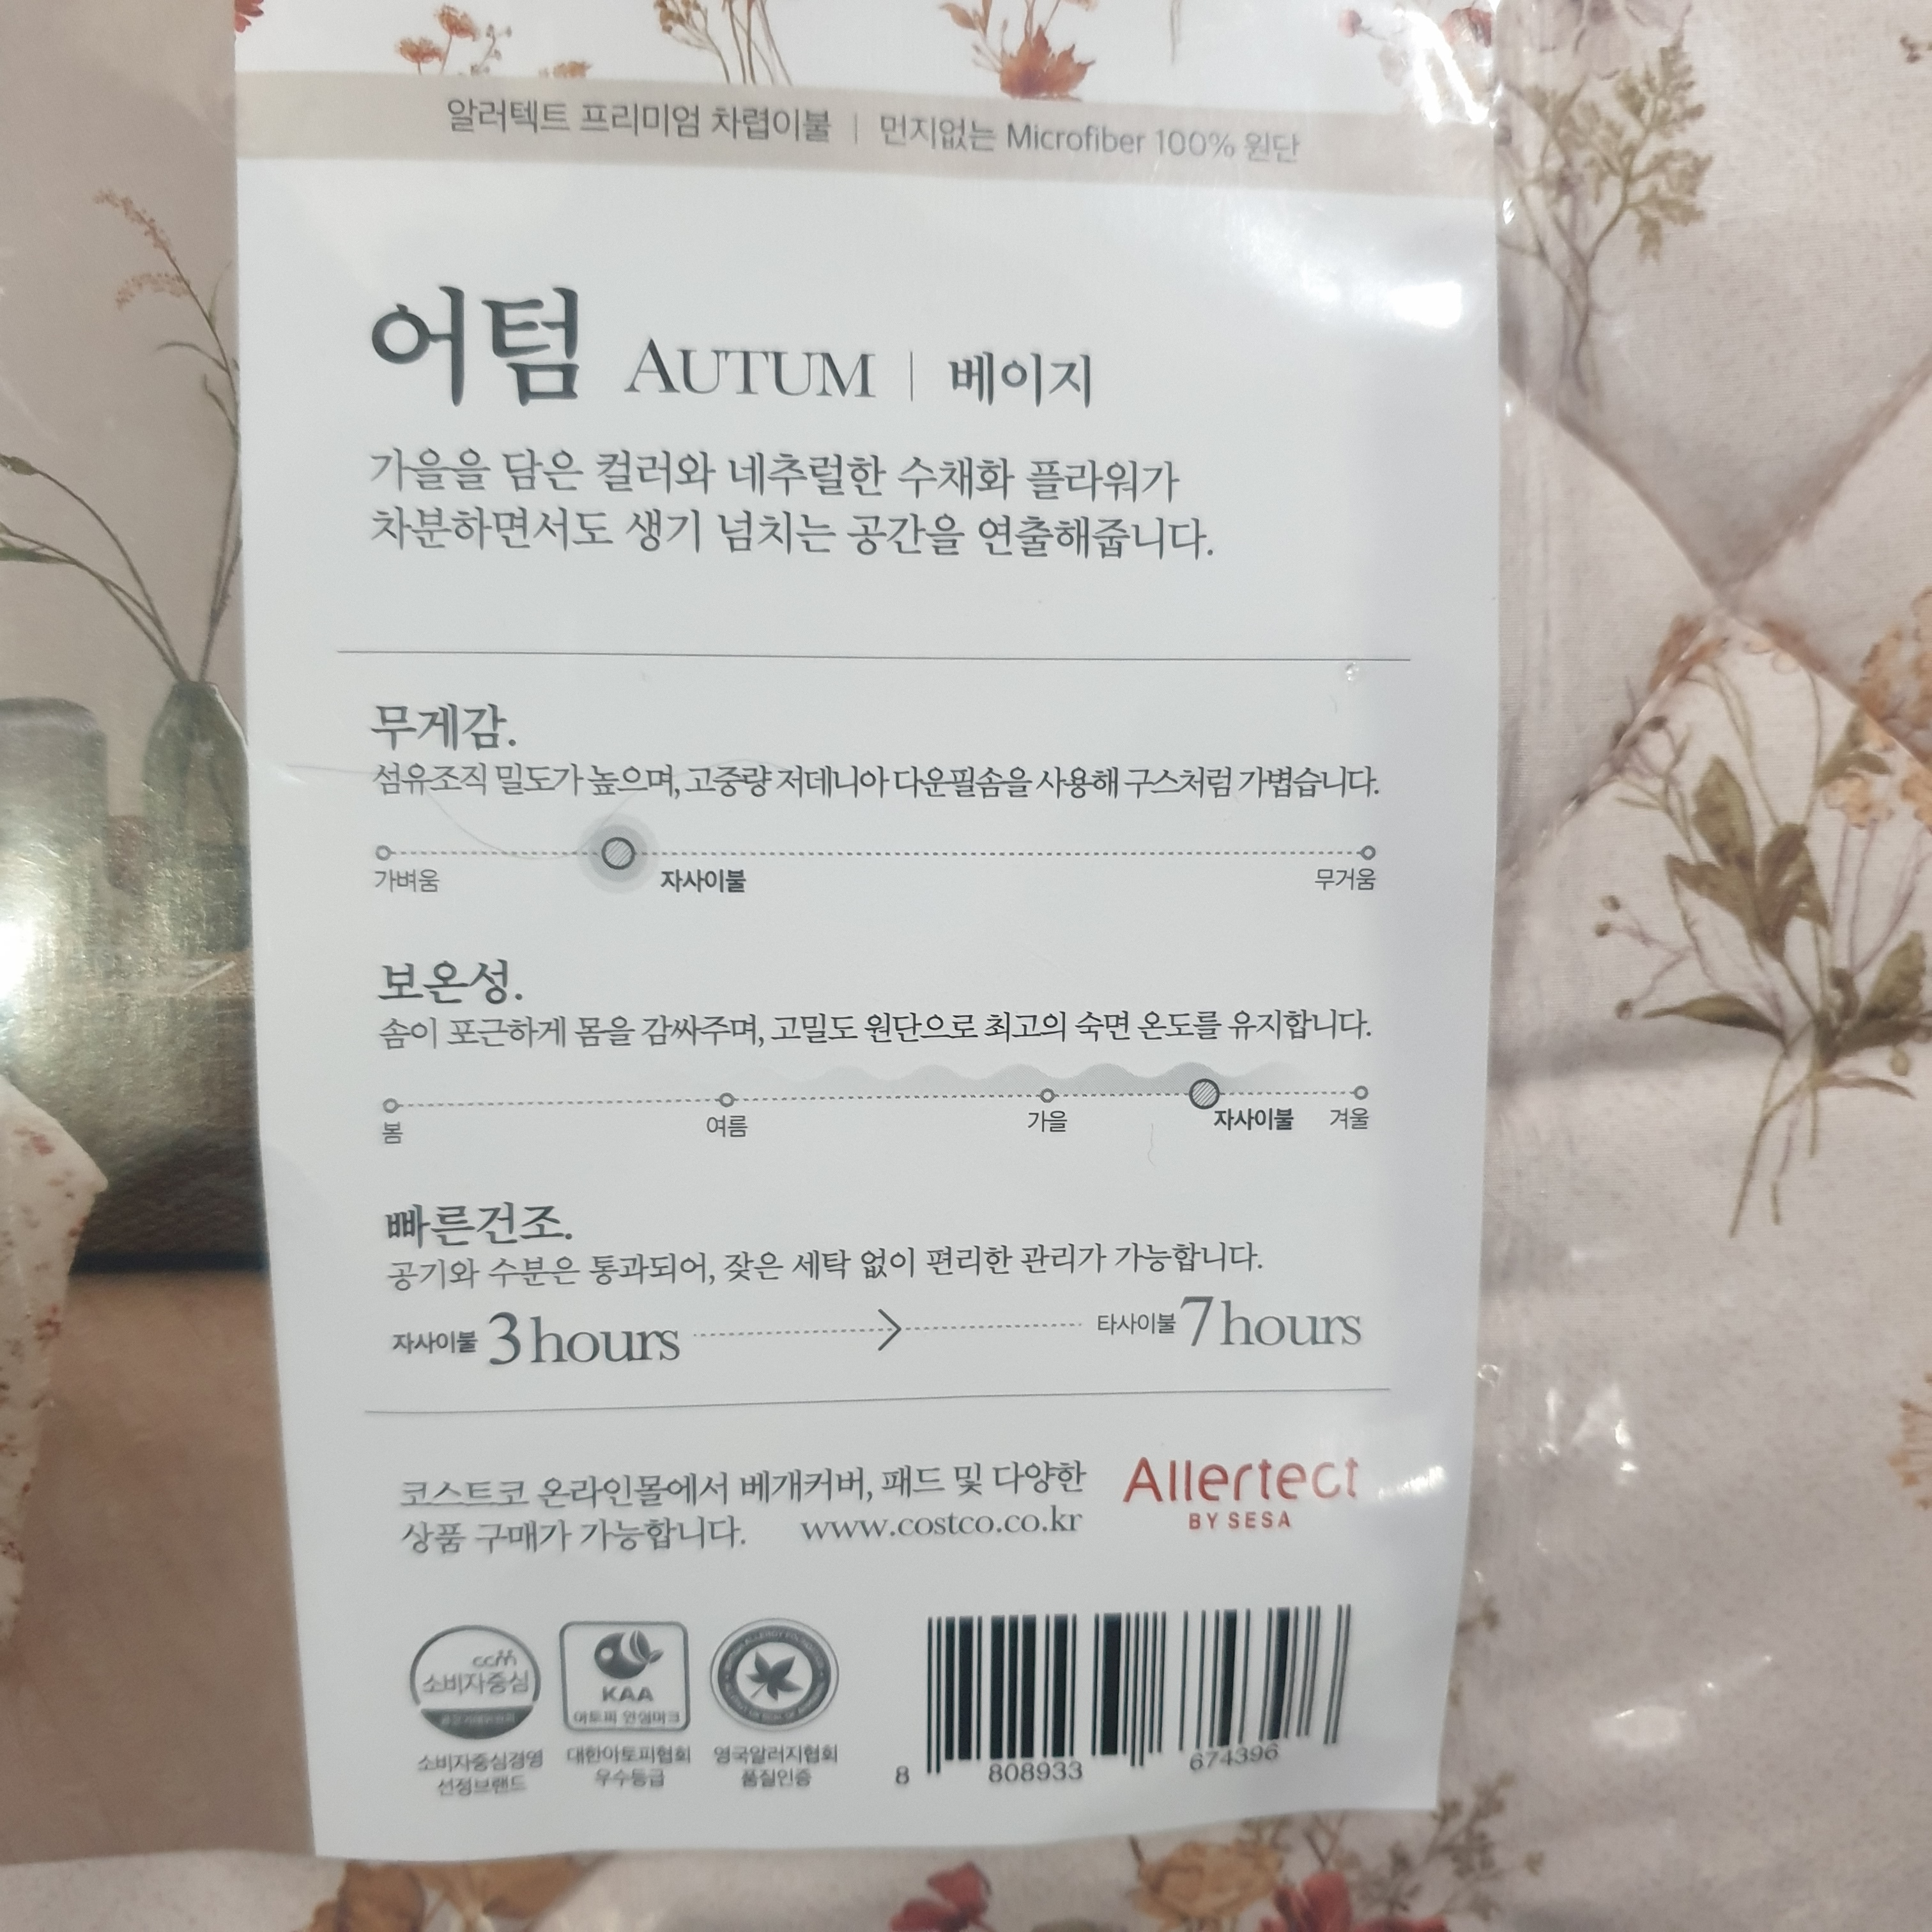 알러텍트 프리미엄 차렵이불 | 먼지없는 Microfiber 100% 원단
어텀 AUTUM | 베이지
가을을 담은 컬러와 네추럴한 수채화 플라워가
차분하면서도 생기 넘치는 공간을 연출해줍니다.
무게감.
섬유조직 밀도가 높으며, 고중량 저데니아 다운필솜을 사용해 구스처럼 가볍습니다.
가벼움 자사이불 무거움
보온성.
솜이 포근하게 몸을 감싸주며, 고밀도 원단으로 최고의 숙면 온도를 유지합니다.
봄 여름 가을 자사이불 겨울
빠른건조.
공기와 수분은 통과되어, 잦은 세탁 없이 편리한 관리가 가능합니다.
자사이불 3 hours 타사이불 7 hours
코스트코 온라인몰에서 베개커버, 패드 및 다양한
상품 구매가 가능합니다. www.costco.co.kr
Allertect
BY SESA
ccm
소비자중심
KAA
아토피 안심마크
소비자중심경영
선정브랜드
대한아토피협회
우수등급
영국알러지협회
품질인증
8 808933 674396